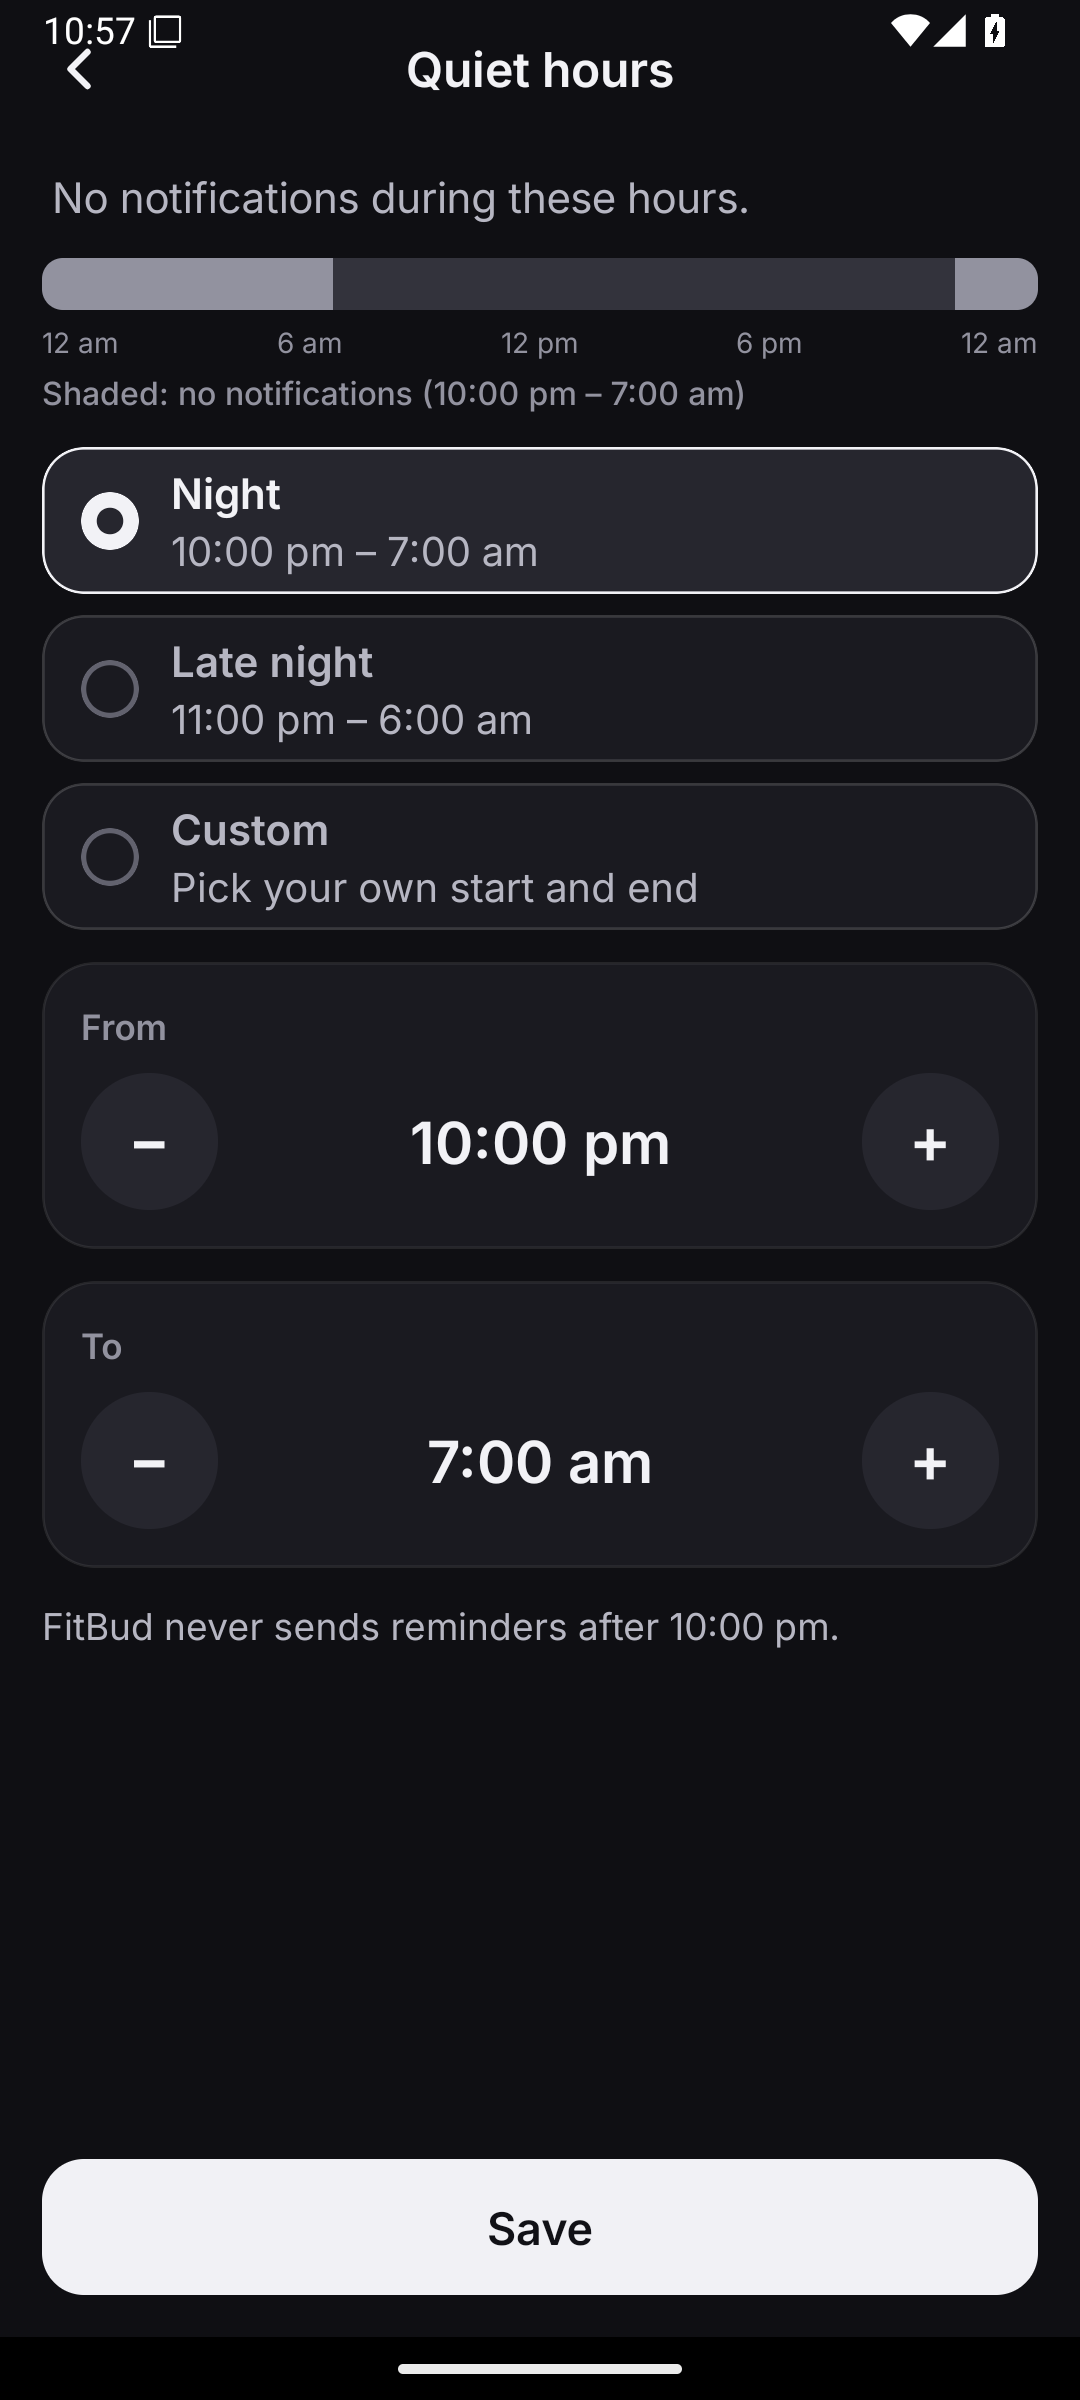 10:57
Quiet hours
No notifications during these hours.
12 am 6 am 12 pm 6 pm 12 am
Shaded: no notifications (10:00 pm – 7:00 am)
Night
10:00 pm – 7:00 am
Late night
11:00 pm – 6:00 am
Custom
Pick your own start and end
From
– 10:00 pm +
To
– 7:00 am +
FitBud never sends reminders after 10:00 pm.
Save